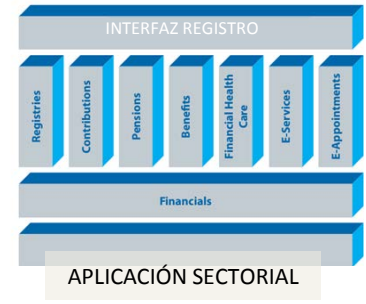 INTERFAZ REGISTRO
Registries
Contributions
Pensions
Benefits
Financial Health
Care
E-Services
E-Appointments
Financials
APLICACIÓN SECTORIAL